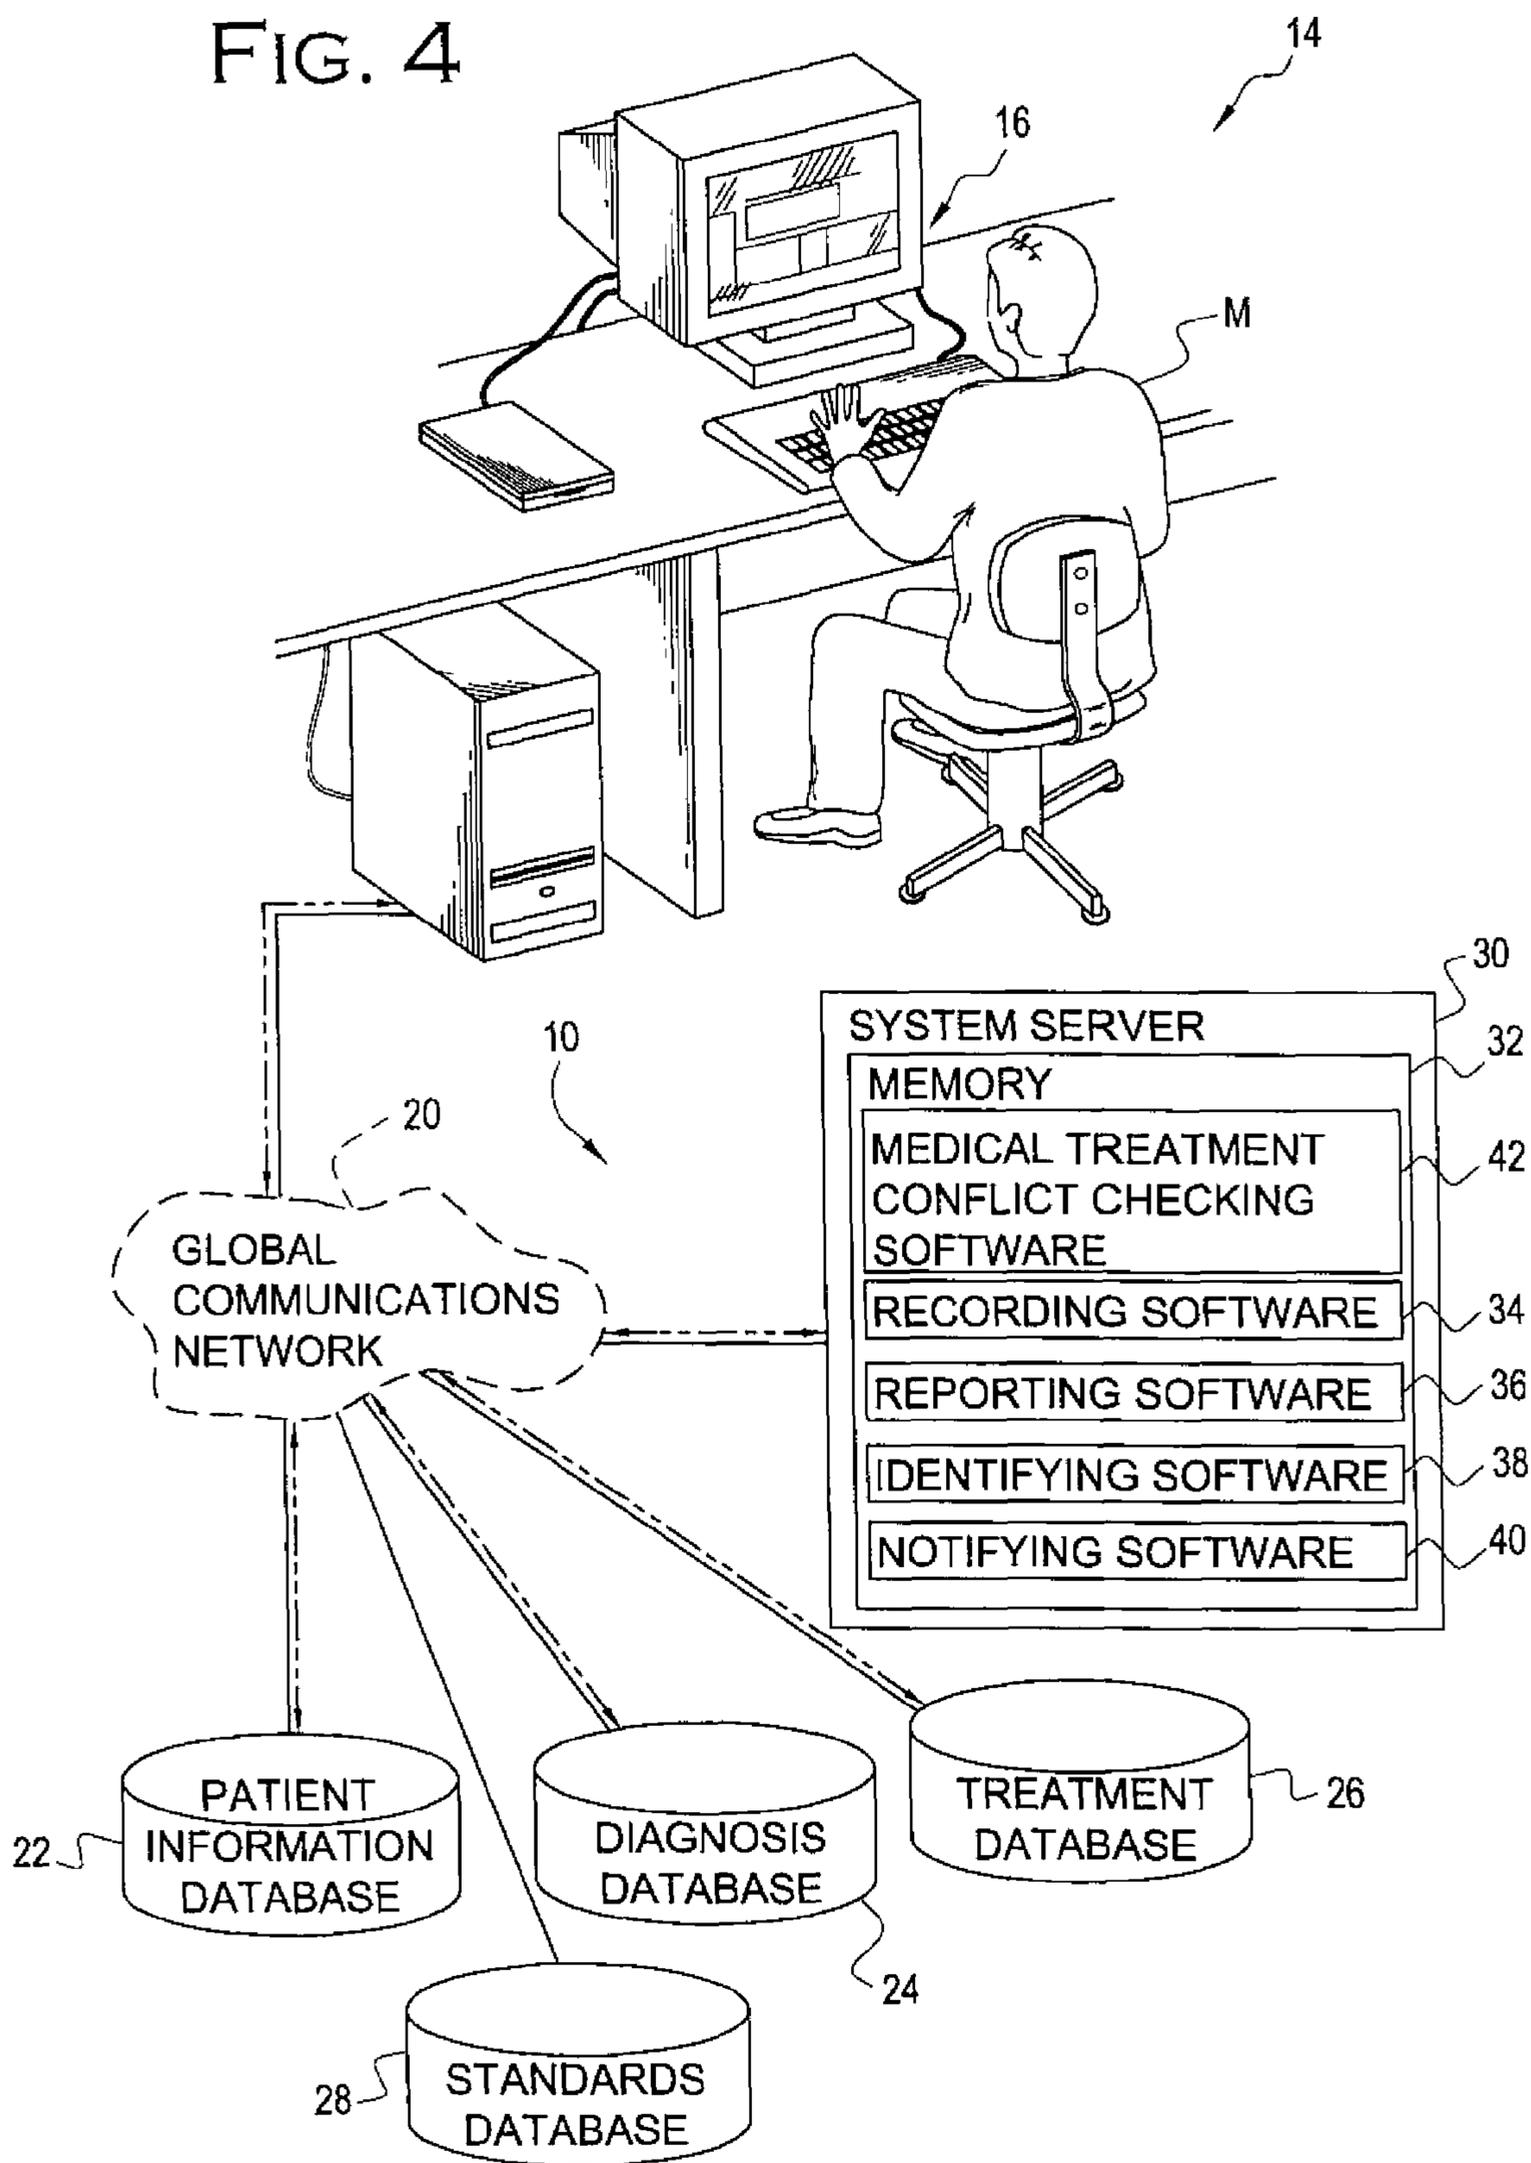 FIG. 4
14
16
M
30
SYSTEM SERVER
32
MEMORY
10
20
MEDICAL TREATMENT
CONFLICT CHECKING
SOFTWARE
42
GLOBAL
COMMUNICATIONS
NETWORK
RECORDING SOFTWARE
34
REPORTING SOFTWARE
36
IDENTIFYING SOFTWARE
38
NOTIFYING SOFTWARE
40
PATIENT
INFORMATION
DATABASE
22
DIAGNOSIS
DATABASE
24
TREATMENT
DATABASE
26
STANDARDS
DATABASE
28